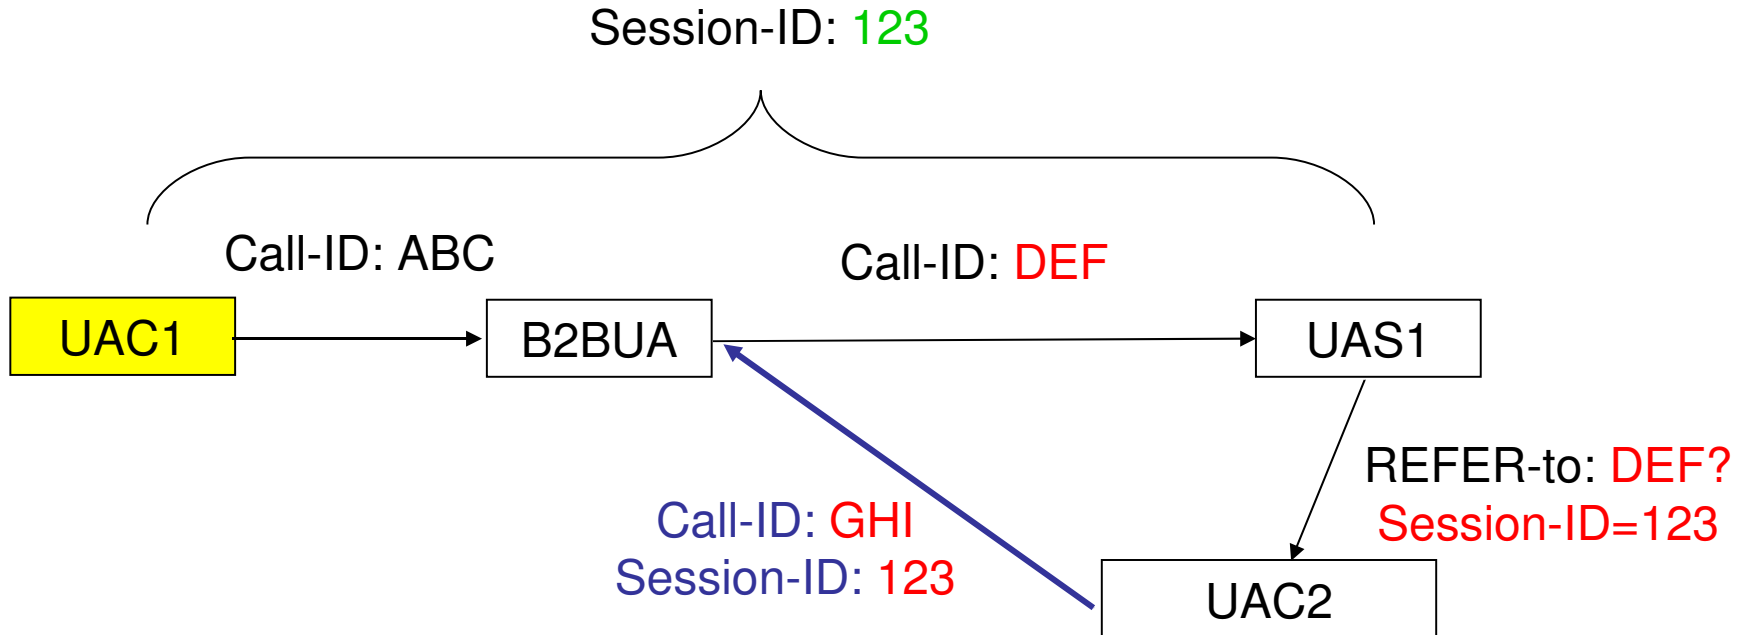 Session-ID: 123
Call-ID: ABC
Call-ID: DEF
UAC1
B2BUA
UAS1
REFER-to: DEF?
Session-ID=123
Call-ID: GHI
Session-ID: 123
UAC2